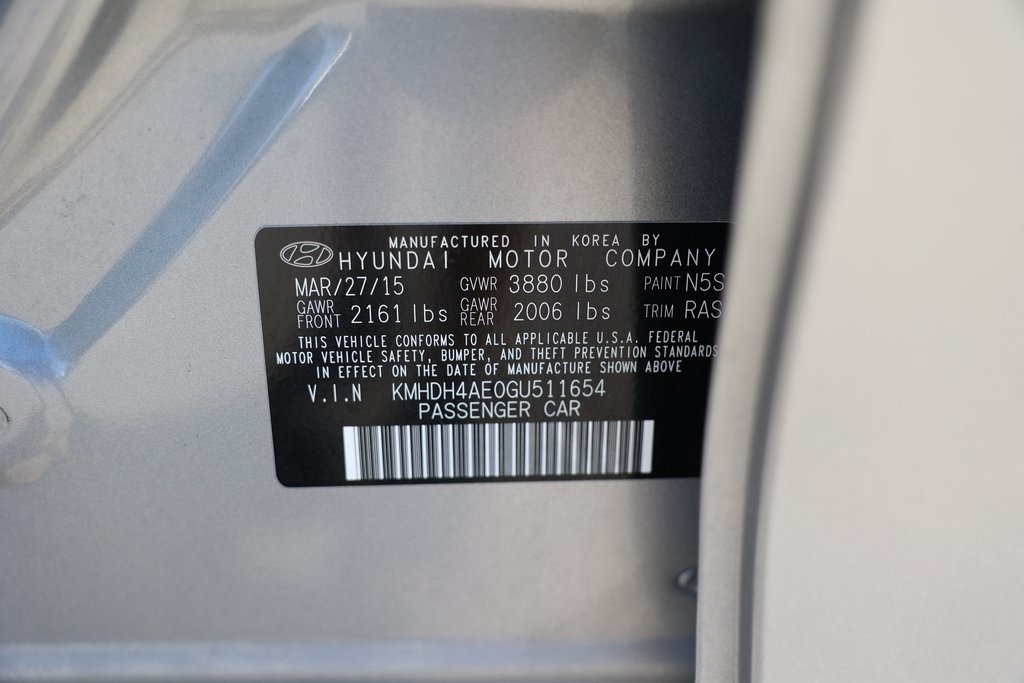 MANUFACTURED IN KOREA BY
HYUNDAI MOTOR COMPANY
MAR/27/15 GVWR 3880 lbs PAINT N5S
GAWR FRONT 2161 lbs GAWR REAR 2006 lbs TRIM RAS
THIS VEHICLE CONFORMS TO ALL APPLICABLE U.S.A. FEDERAL
MOTOR VEHICLE SAFETY, BUMPER, AND THEFT PREVENTION STANDARDS
IN EFFECT ON THE DATE OF MANUFACTURE SHOWN ABOVE
V.I.N KMHDH4AE0GU511654
PASSENGER CAR